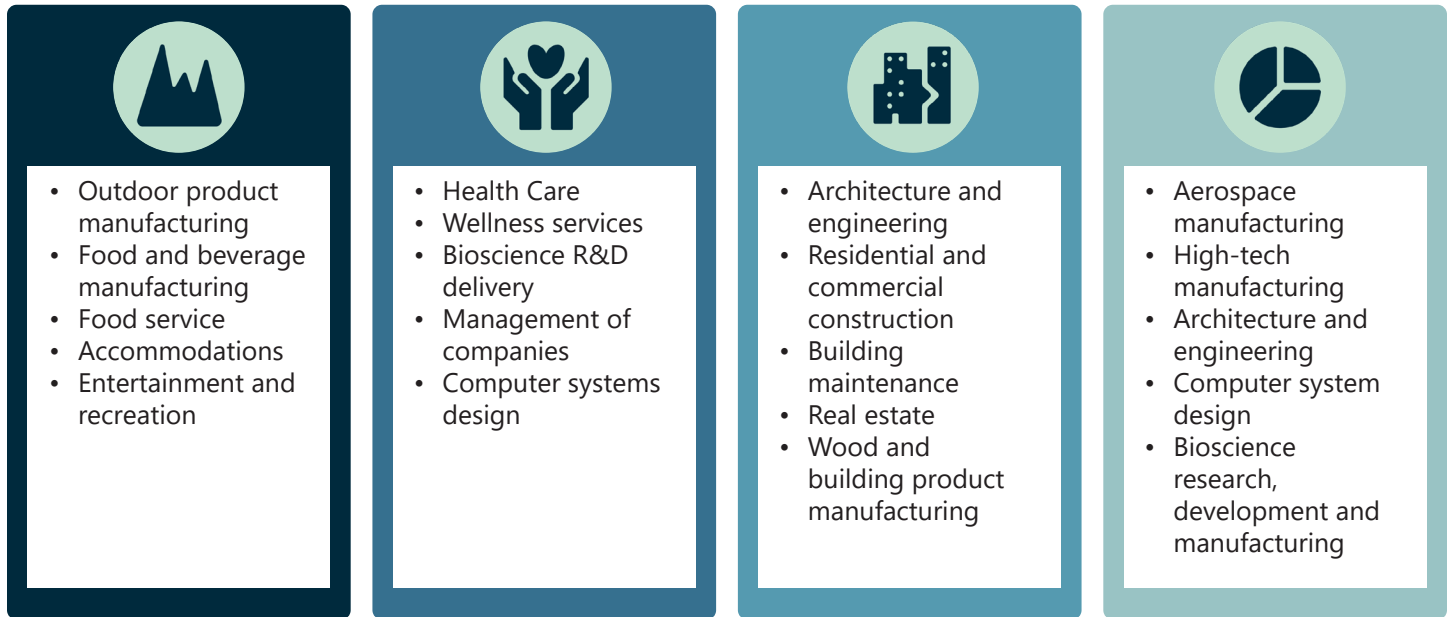 • Outdoor product
manufacturing
• Food and beverage
manufacturing
• Food service
• Accommodations
• Entertainment and
recreation
• Health Care
• Wellness services
• Bioscience R&D
delivery
• Management of
companies
• Computer systems
design
• Architecture and
engineering
• Residential and
commercial
construction
• Building
maintenance
• Real estate
• Wood and
building product
manufacturing
• Aerospace
manufacturing
• High-tech
manufacturing
• Architecture and
engineering
• Computer system
design
• Bioscience
research,
development and
manufacturing